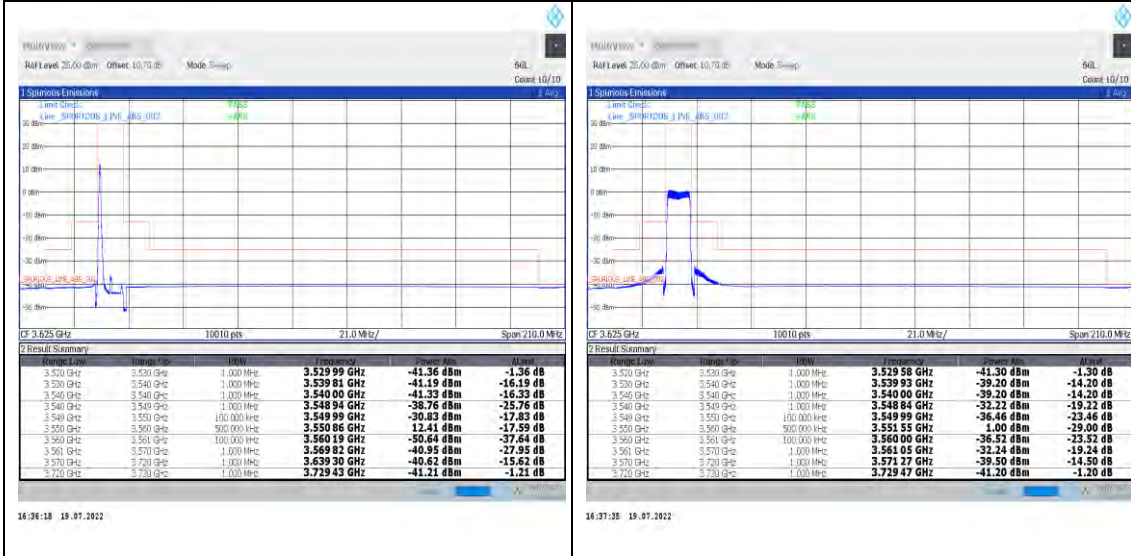 Ref Level 25.00 dBm Offset 10.70 dB Mode Sweep SGL
Count 10/10
1 Spurious Emissions 1 Avg
Limit Check PASS
Line _SPURIOUS_LINE_ABS_002 PASS
30 dBm
20 dBm
10 dBm
0 dBm
-10 dBm
-20 dBm
-30 dBm
_SPURIOUS_LINE_ABS_002
-50 dBm
CF 3.625 GHz 10010 pts 21.0 MHz/ Span 210.0 MHz
2 Result Summary
Range Low Range Up RBW Frequency Power Abs ΔLimit
3.520 GHz 3.530 GHz 1.000 MHz 3.529 99 GHz -41.36 dBm -1.36 dB
3.530 GHz 3.540 GHz 1.000 MHz 3.539 81 GHz -41.19 dBm -16.19 dB
3.540 GHz 3.540 GHz 1.000 MHz 3.540 00 GHz -41.33 dBm -16.33 dB
3.540 GHz 3.549 GHz 1.000 MHz 3.548 94 GHz -38.76 dBm -25.76 dB
3.549 GHz 3.550 GHz 100.000 kHz 3.549 99 GHz -30.83 dBm -17.83 dB
3.550 GHz 3.560 GHz 500.000 kHz 3.550 86 GHz 12.41 dBm -17.59 dB
3.560 GHz 3.561 GHz 100.000 kHz 3.560 19 GHz -50.64 dBm -37.64 dB
3.561 GHz 3.570 GHz 1.000 MHz 3.569 82 GHz -40.95 dBm -27.95 dB
3.570 GHz 3.720 GHz 1.000 MHz 3.639 30 GHz -40.62 dBm -15.62 dB
3.720 GHz 3.730 GHz 1.000 MHz 3.729 43 GHz -41.21 dBm -1.21 dB
16:36:18 19.07.2022
Ref Level 25.00 dBm Offset 10.70 dB Mode Sweep SGL
Count 10/10
1 Spurious Emissions 1 Avg
Limit Check PASS
Line _SPURIOUS_LINE_ABS_002 PASS
30 dBm
20 dBm
10 dBm
0 dBm
-10 dBm
-20 dBm
-30 dBm
_SPURIOUS_LINE_ABS_002
-50 dBm
CF 3.625 GHz 10010 pts 21.0 MHz/ Span 210.0 MHz
2 Result Summary
Range Low Range Up RBW Frequency Power Abs ΔLimit
3.520 GHz 3.530 GHz 1.000 MHz 3.529 58 GHz -41.30 dBm -1.30 dB
3.530 GHz 3.540 GHz 1.000 MHz 3.539 93 GHz -39.20 dBm -14.20 dB
3.540 GHz 3.540 GHz 1.000 MHz 3.540 00 GHz -39.20 dBm -14.20 dB
3.540 GHz 3.549 GHz 1.000 MHz 3.548 84 GHz -32.22 dBm -19.22 dB
3.549 GHz 3.550 GHz 100.000 kHz 3.549 99 GHz -36.46 dBm -23.46 dB
3.550 GHz 3.560 GHz 500.000 kHz 3.551 55 GHz 1.00 dBm -29.00 dB
3.560 GHz 3.561 GHz 100.000 kHz 3.560 00 GHz -36.52 dBm -23.52 dB
3.561 GHz 3.570 GHz 1.000 MHz 3.561 05 GHz -32.24 dBm -19.24 dB
3.570 GHz 3.720 GHz 1.000 MHz 3.571 27 GHz -39.50 dBm -14.50 dB
3.720 GHz 3.730 GHz 1.000 MHz 3.729 47 GHz -41.20 dBm -1.20 dB
16:37:35 19.07.2022